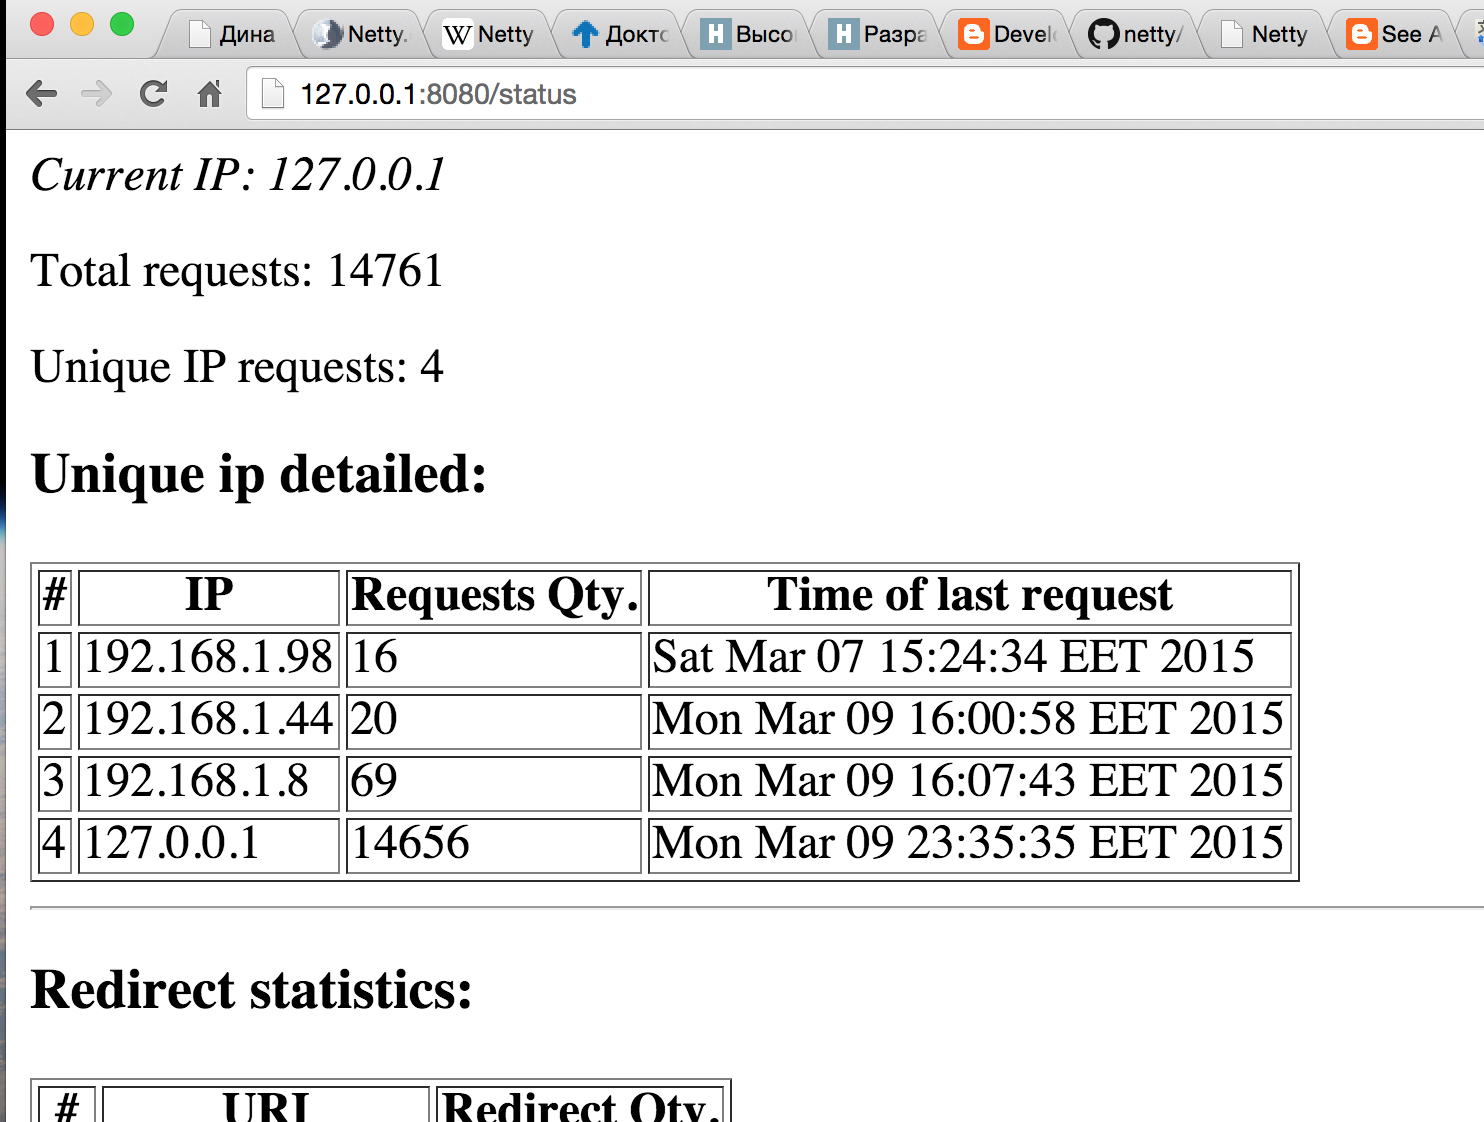 Дина Netty. Netty Докто Высо Разра Devel netty/ Netty See A
127.0.0.1:8080/status
Current IP: 127.0.0.1
Total requests: 14761
Unique IP requests: 4
Unique ip detailed:
# IP Requests Qty. Time of last request
1 192.168.1.98 16 Sat Mar 07 15:24:34 EET 2015
2 192.168.1.44 20 Mon Mar 09 16:00:58 EET 2015
3 192.168.1.8 69 Mon Mar 09 16:07:43 EET 2015
4 127.0.0.1 14656 Mon Mar 09 23:35:35 EET 2015
Redirect statistics:
# URI Redirect Qty.